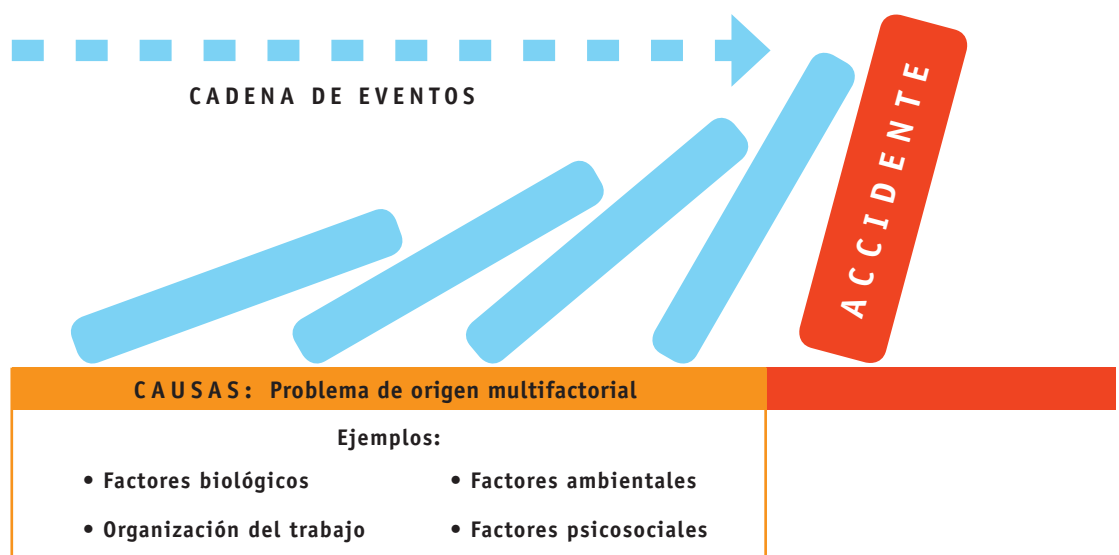 CADENA DE EVENTOS
ACCIDENTE
CAUSAS: Problema de origen multifactorial
Ejemplos:
• Factores biológicos
• Factores ambientales
• Organización del trabajo
• Factores psicosociales